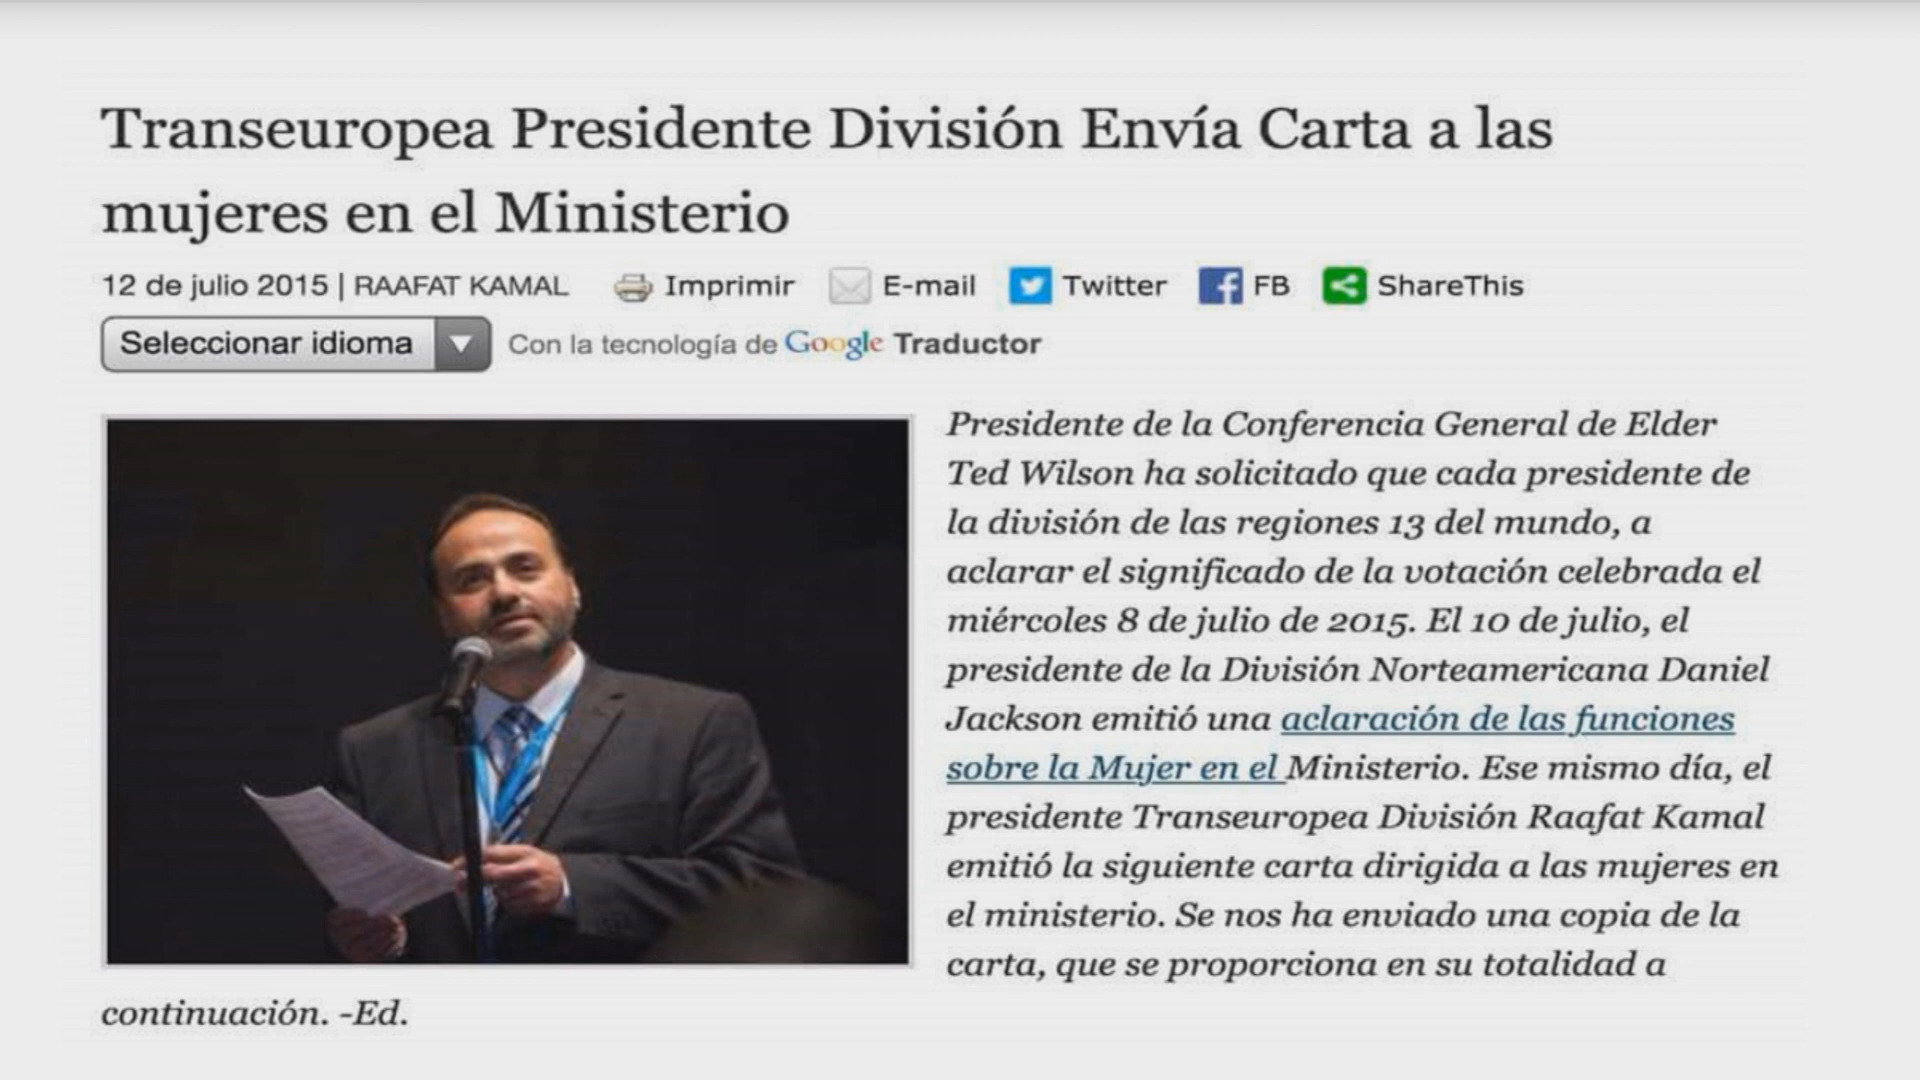 Transeuropea Presidente División Envía Carta a las
mujeres en el Ministerio
12 de julio 2015 | RAAFAT KAMAL Imprimir E-mail Twitter FB ShareThis
Seleccionar idioma Con la tecnología de Google Traductor
Presidente de la Conferencia General de Elder
Ted Wilson ha solicitado que cada presidente de
la división de las regiones 13 del mundo, a
aclarar el significado de la votación celebrada el
miércoles 8 de julio de 2015. El 10 de julio, el
presidente de la División Norteamericana Daniel
Jackson emitió una aclaración de las funciones
sobre la Mujer en el Ministerio. Ese mismo día, el
presidente Transeuropea División Raafat Kamal
emitió la siguiente carta dirigida a las mujeres en
el ministerio. Se nos ha enviado una copia de la
carta, que se proporciona en su totalidad a
continuación. -Ed.